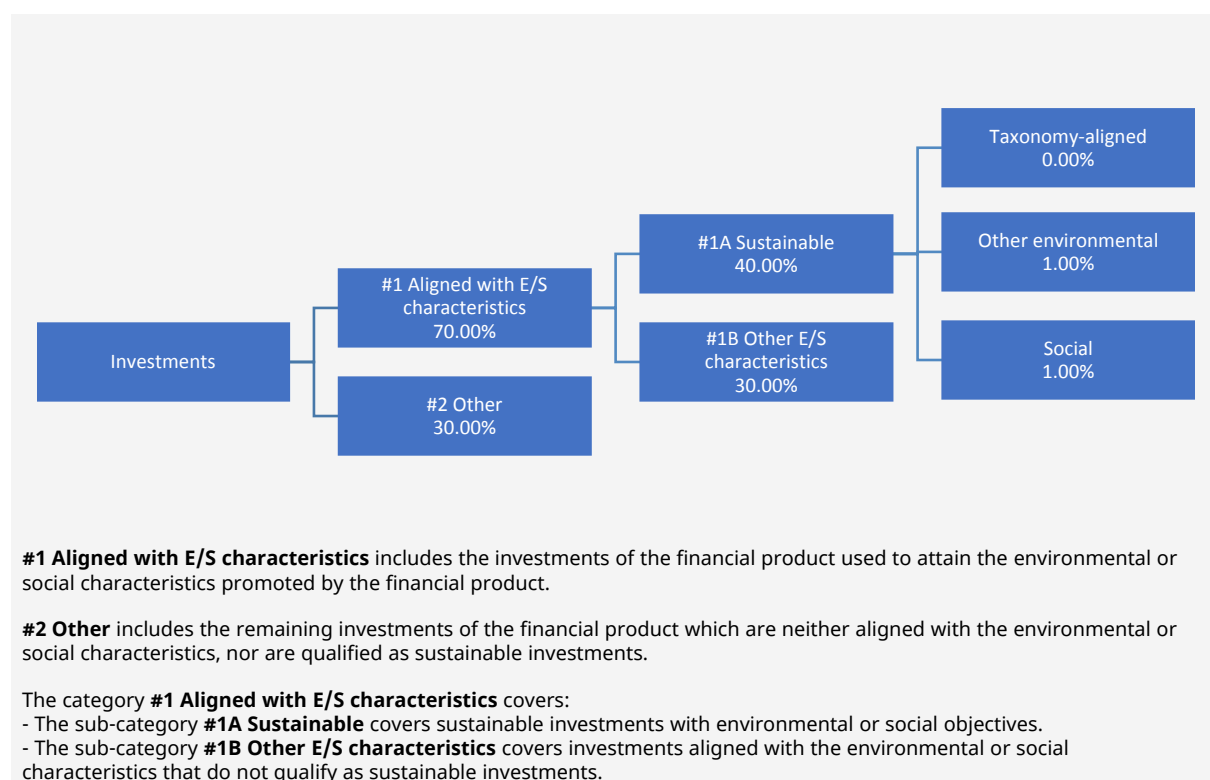 Taxonomy-aligned
0.00%
#1A Sustainable
40.00%
Other environmental
1.00%
#1 Aligned with E/S
characteristics
70.00%
Investments
#1B Other E/S
characteristics
30.00%
Social
1.00%
#2 Other
30.00%
#1 Aligned with E/S characteristics includes the investments of the financial product used to attain the environmental or
social characteristics promoted by the financial product.
#2 Other includes the remaining investments of the financial product which are neither aligned with the environmental or
social characteristics, nor are qualified as sustainable investments.
The category #1 Aligned with E/S characteristics covers:
- The sub-category #1A Sustainable covers sustainable investments with environmental or social objectives.
- The sub-category #1B Other E/S characteristics covers investments aligned with the environmental or social
characteristics that do not qualify as sustainable investments.